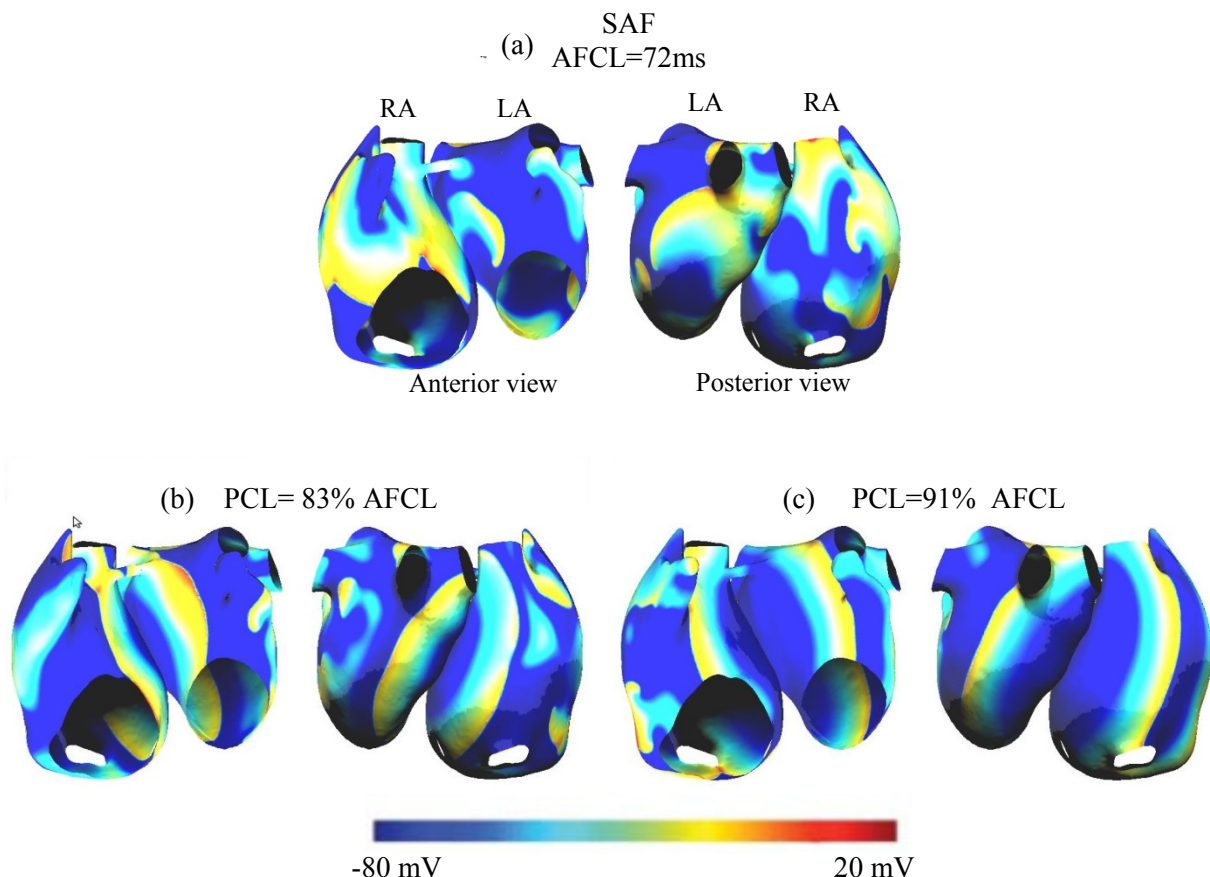 SAF
(a) AFCL=72ms
RA LA LA RA
Anterior view Posterior view
(b) PCL= 83% AFCL (c) PCL=91% AFCL
-80 mV 20 mV